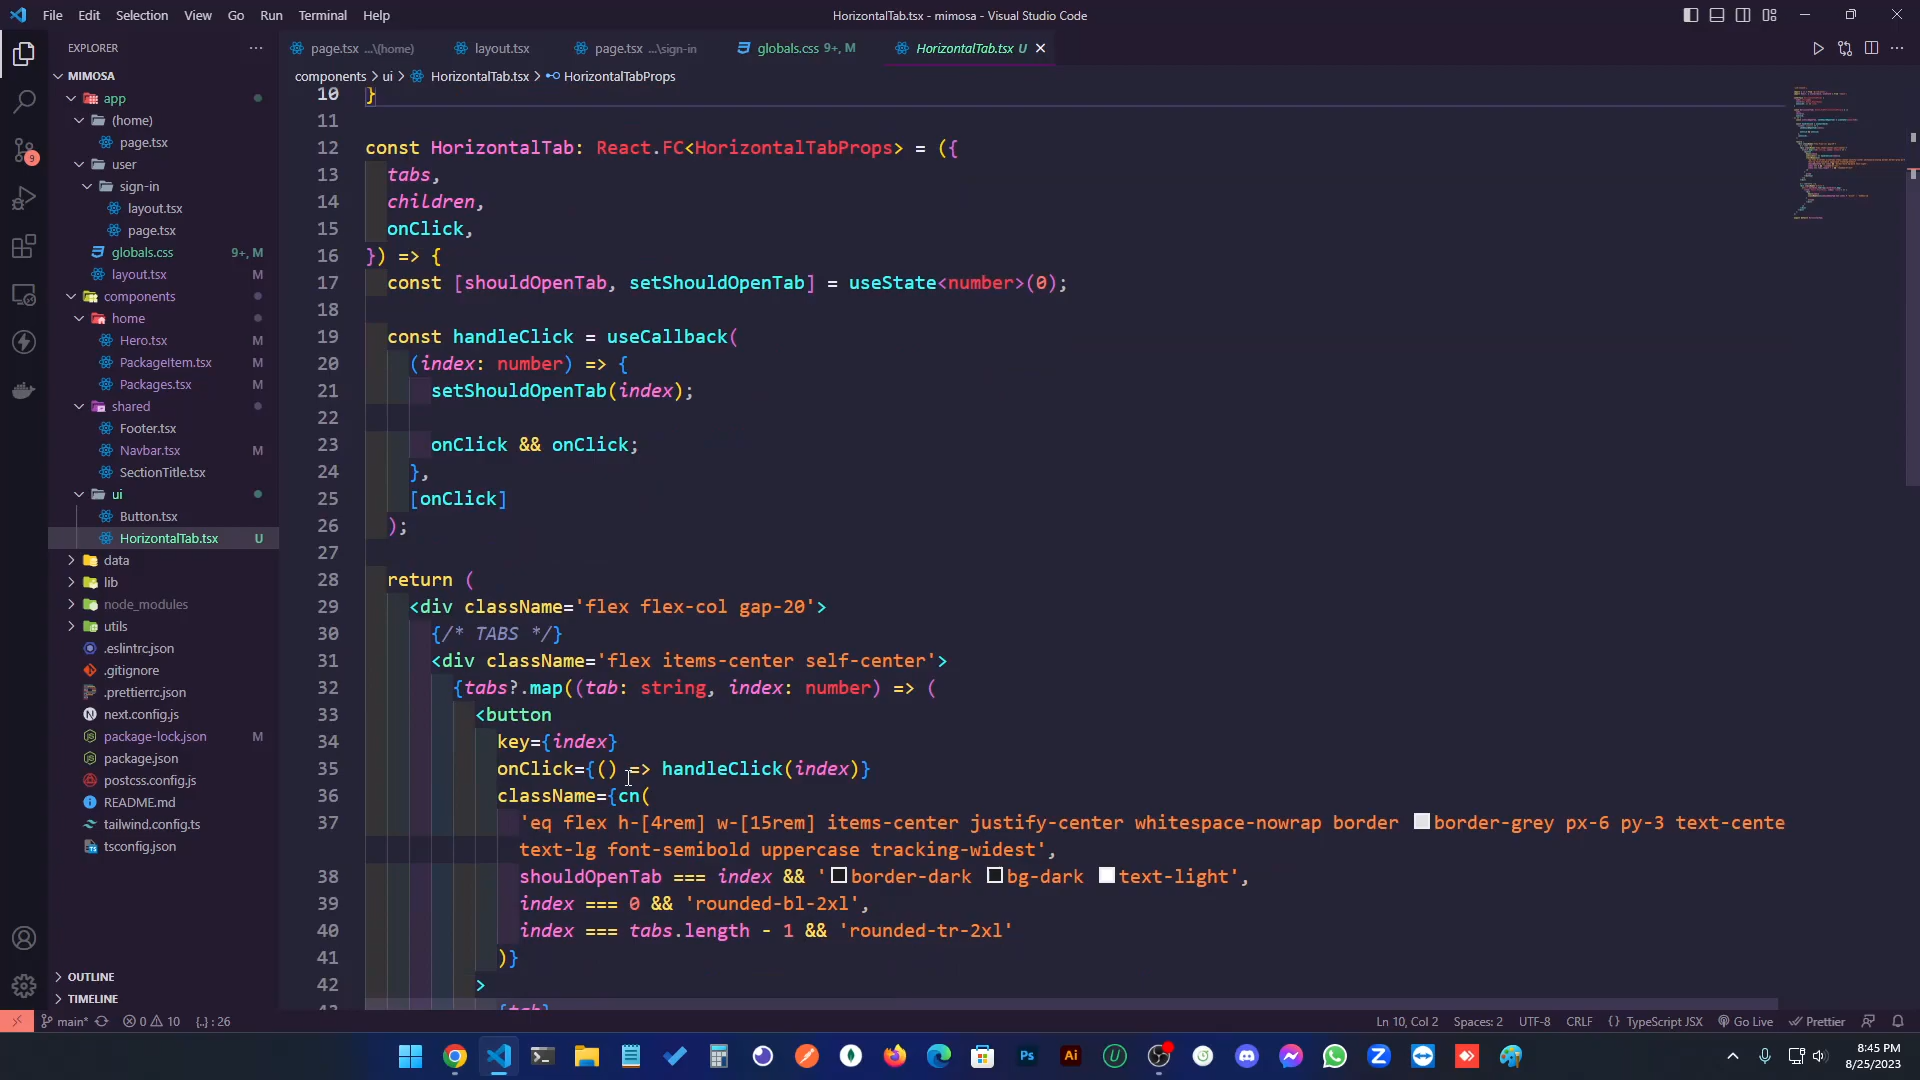 File Edit Selection View Go Run Terminal Help
HorizontalTab.tsx - mimosa - Visual Studio Code
EXPLORER
page.tsx ...\(home)
layout.tsx
page.tsx ...\sign-in
globals.css 9+, M
HorizontalTab.tsx U
components > ui > HorizontalTab.tsx > HorizontalTabProps
MIMOSA
app
(home)
page.tsx
user
sign-in
layout.tsx
page.tsx
globals.css 9+, M
layout.tsx M
components
home
Hero.tsx M
PackageItem.tsx M
Packages.tsx M
shared
Footer.tsx
Navbar.tsx M
SectionTitle.tsx
ui
Button.tsx
HorizontalTab.tsx U
data
lib
node_modules
utils
.eslintrc.json
.gitignore
.prettierrc.json
next.config.js
package-lock.json M
package.json
postcss.config.js
README.md
tailwind.config.ts
tsconfig.json
OUTLINE
TIMELINE
10 }
11
12 const HorizontalTab: React.FC<HorizontalTabProps> = ({
13 tabs,
14 children,
15 onClick,
16 }) => {
17 const [shouldOpenTab, setShouldOpenTab] = useState<number>(0);
18
19 const handleClick = useCallback(
20 (index: number) => {
21 setShouldOpenTab(index);
22
23 onClick && onClick;
24 },
25 [onClick]
26 );
27
28 return (
29 <div className='flex flex-col gap-20'>
30 {/* TABS */}
31 <div className='flex items-center self-center'>
32 {tabs?.map((tab: string, index: number) => (
33 <button
34 key={index}
35 onClick={() => handleClick(index)}
36 className={cn(
37 'eq flex h-[4rem] w-[15rem] items-center justify-center whitespace-nowrap border border-grey px-6 py-3 text-cente
text-lg font-semibold uppercase tracking-widest',
38 shouldOpenTab === index && 'border-dark bg-dark text-light',
39 index === 0 && 'rounded-bl-2xl',
40 index === tabs.length - 1 && 'rounded-tr-2xl'
41 )}
42 >
{tab}
9
main* 0 10 {..} : 26
Ln 10, Col 2 Spaces: 2 UTF-8 CRLF {} TypeScript JSX Go Live Prettier
Ps Ai
8:45 PM
8/25/2023